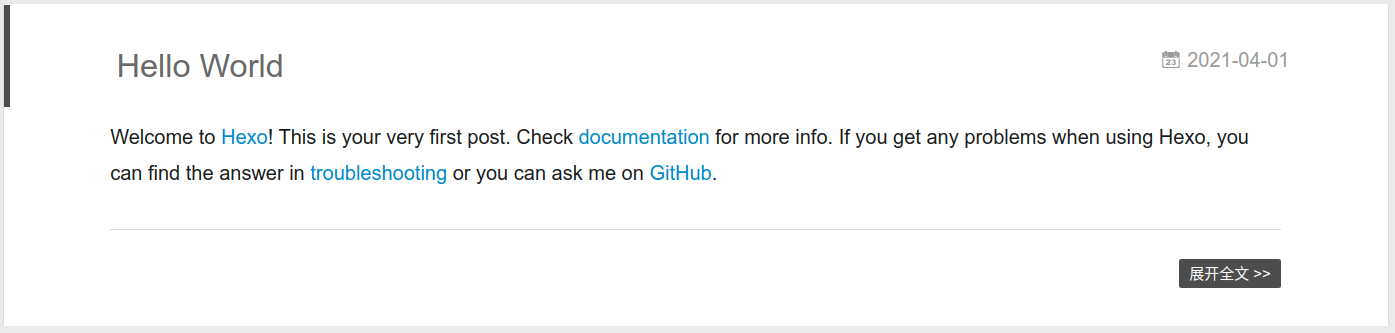 Hello World
2021-04-01
Welcome to Hexo! This is your very first post. Check documentation for more info. If you get any problems when using Hexo, you
can find the answer in troubleshooting or you can ask me on GitHub.
展开全文 >>